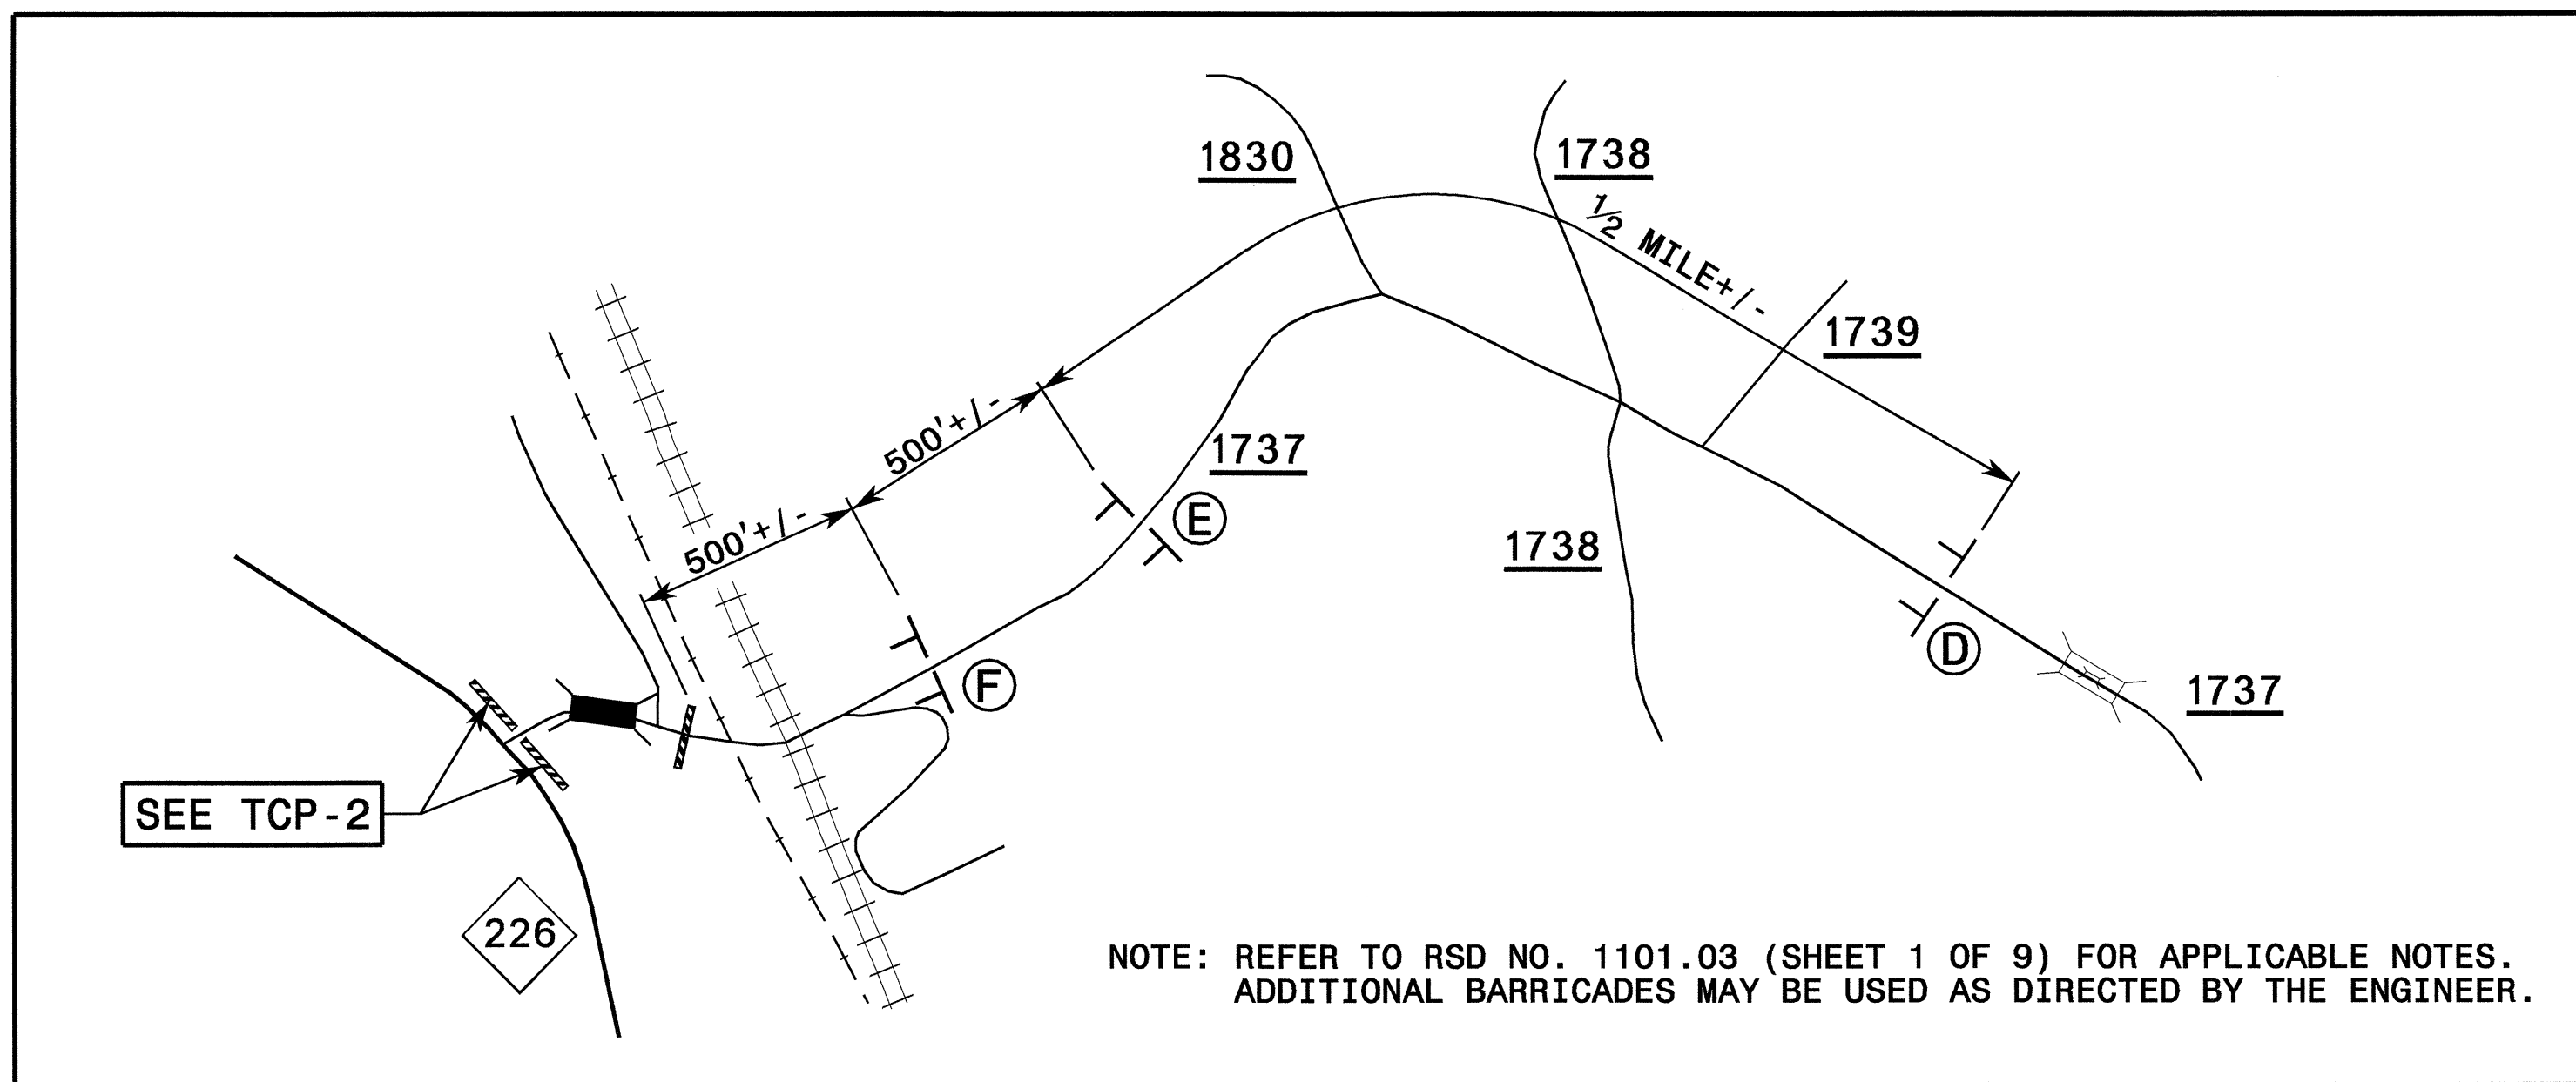 1830
1738
1/2 MILE+/-
1739
500'+/-
1737
500'+/-
E
1738
F
D
1737
SEE TCP-2
226
NOTE: REFER TO RSD NO. 1101.03 (SHEET 1 OF 9) FOR APPLICABLE NOTES.
ADDITIONAL BARRICADES MAY BE USED AS DIRECTED BY THE ENGINEER.